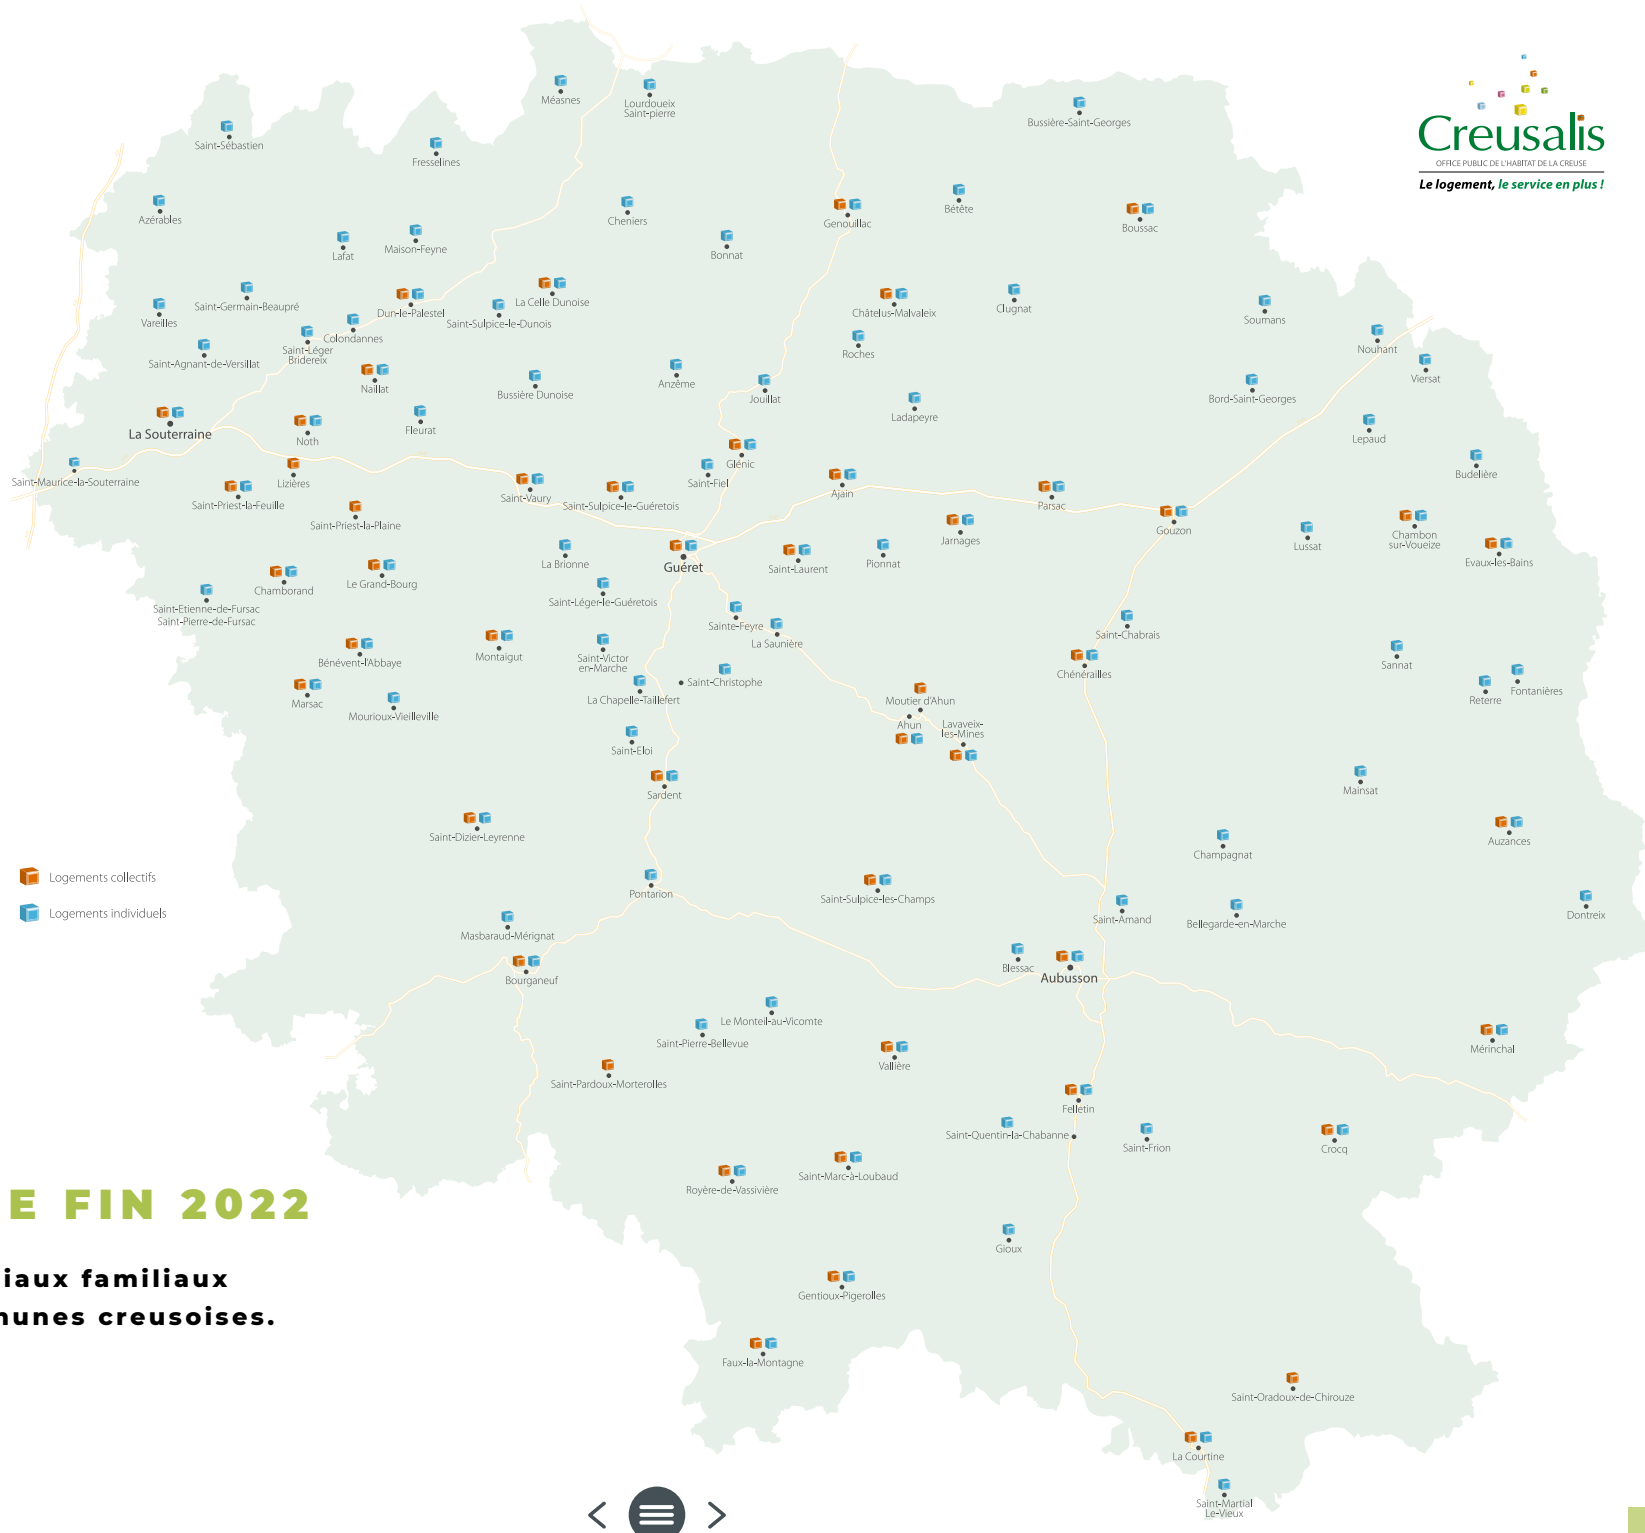 Creusalis
OFFICE PUBLIC DE L'HABITAT DE LA CREUSE
Le logement, le service en plus !
Méasnes
Lourdoueix
Saint-pierre
Bussière-Saint-Georges
Saint-Sébastien
Fresselines
Azérables
Lafat
Maison-Feyne
Cheniers
Bonnat
Genouillac
Bétête
Boussac
Vareilles
Saint-Germain-Beaupré
Saint-Agnant-de-Versillat
Saint-Léger
Bridereix
Colondannes
Dun-le-Palestel
Saint-Sulpice-le-Dunois
La Celle Dunoise
Châtelus-Malvaleix
Clugnat
Soumans
Nouhant
Viersat
Roches
Naillat
Bussière Dunoise
Anzême
Jouillat
Ladapeyre
Bord-Saint-Georges
Lepaud
La Souterraine
Noth
Fleurat
Glénic
Saint-Fiel
Budelière
Saint-Maurice-la-Souterraine
Lizières
Saint-Priest-la-Feuille
Saint-Priest-la-Plaine
Saint-Vaury
Saint-Sulpice-le-Guéretois
Ajain
Parsac
Gouzon
Jarnages
Lussat
Chambon
sur-Voueize
Evaux-les-Bains
Guéret
La Brionne
Saint-Laurent
Pionnat
Chamborand
Le Grand-Bourg
Saint-Etienne-de-Fursac
Saint-Pierre-de-Fursac
Saint-Léger-le-Guéretois
Sainte-Feyre
La Saunière
Saint-Chabrais
Bénévent-l'Abbaye
Montaigut
Saint-Victor
en-Marche
Saint-Christophe
La Chapelle-Taillefert
Chénérailles
Sannat
Reterre
Fontanières
Marsac
Mourioux-Vieilleville
Moutier d'Ahun
Ahun
Lavaveix-
les-Mines
Saint-Eloi
Sardent
Mainsat
Saint-Dizier-Leyrenne
Champagnat
Auzances
Logements collectifs
Logements individuels
Pontarion
Saint-Sulpice-les-Champs
Saint-Amand
Bellegarde-en-Marche
Dontreix
Masbaraud-Mérignat
Bourganeuf
Blessac
Aubusson
Le Monteil-au-Vicomte
Saint-Pierre-Bellevue
Vallière
Mérinchal
Saint-Pardoux-Morterolles
Felletin
Saint-Quentin-la-Chabanne
Saint-Frion
Crocq
Royère-de-Vassivière
Saint-Marc-à-Loubaud
E FIN 2022
Gioux
iaux familiaux
munes creusoises.
Gentioux-Pigerolles
Faux-la-Montagne
Saint-Oradoux-de-Chirouze
La Courtine
Saint-Martial
Le-Vieux